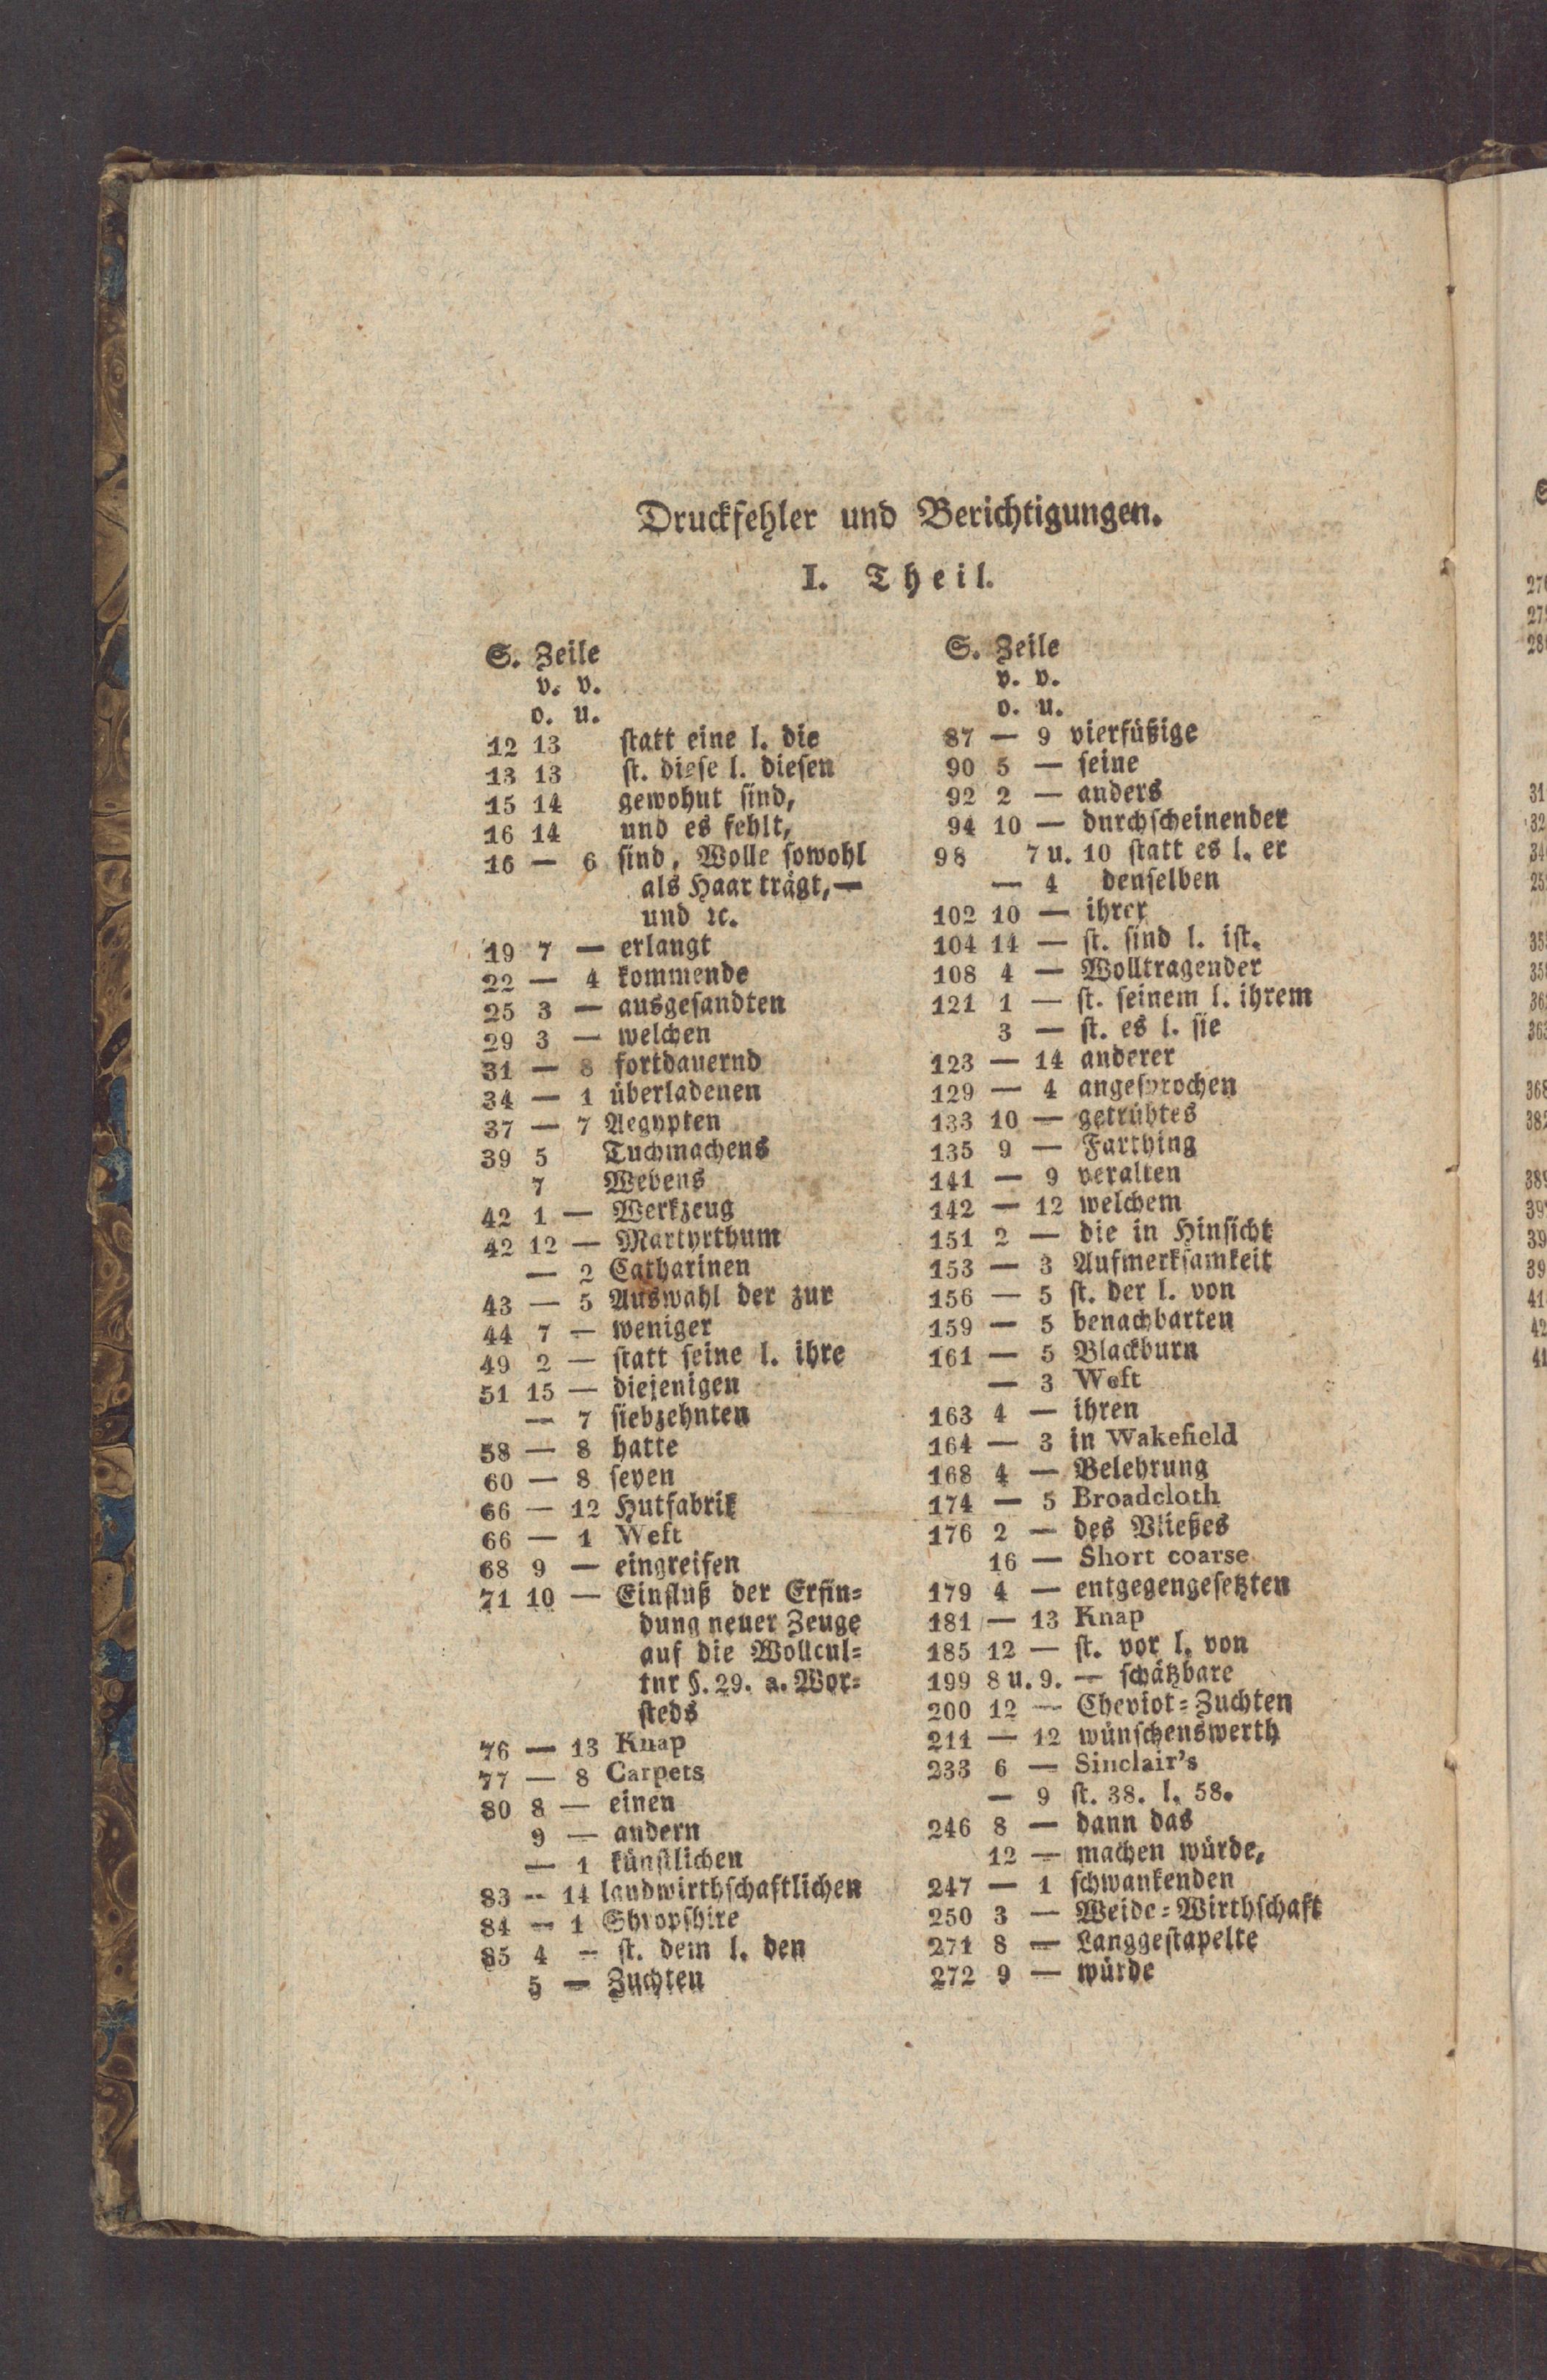 Druckfehler und Berichtigungen.
I. Theil.
S. Zeile
v. v.
o. u.
12 13 statt eine l. die
13 13 st. diese l. diesen
15 14 gewohnt sind,
16 14 und es fehlt,
16 — 6 sind, Wolle sowohl
als Haar trägt, —
und ꝛc.
19 7 — erlangt
22 — 4 kommende
25 3 — ausgesandten
29 3 — welchen
31 — 8 fortdauernd
34 — 1 überladenen
37 — 7 Aegypten
39 5 Tuchmachens
7 Webens
42 1 — Werkzeug
42 12 — Martyrthum
— 2 Catharinen
43 — 5 Auswahl der zur
44 7 — weniger
49 2 — statt seine l. ihre
51 15 — diejenigen
— 7 siebzehnten
58 — 8 hatte
60 — 8 seyen
66 — 12 Hutfabrik
66 — 1 Weft
68 9 — eingreifen
71 10 — Einfluß der Erfin=
dung neuer Zeuge
auf die Wollcul=
tur §. 29. a. Wor=
steds
76 — 13 Knap
77 — 8 Carpets
80 8 — einen
9 — andern
— 1 künstlichen
83 — 14 landwirthschaftlichen
84 — 1 Shropshire
85 4 — st. dem l. den
5 — Zuchten
S. Zeile
v. v.
o. u.
87 — 9 vierfüßige
90 5 — seine
92 2 — anders
94 10 — durchscheinender
98 7 u. 10 statt es l. er
— 4 denselben
102 10 — ihrer
104 14 — st. sind l. ist.
108 4 — Wolltragender
121 1 — st. seinem l. ihrem
3 — st. es l. sie
123 — 14 anderer
129 — 4 angesprochen
133 10 — getrübtes
135 9 — Farthing
141 — 9 veralten
142 — 12 welchem
151 2 — die in Hinsicht
153 — 3 Aufmerksamkeit
156 — 5 st. der l. von
159 — 5 benachbarten
161 — 5 Blackburn
— 3 Weft
163 4 — ihren
164 — 3 in Wakefield
168 4 — Belehrung
174 — 5 Broadcloth
176 2 — des Vließes
16 — Short coarse
179 4 — entgegengesetzten
181 — 13 Knap
185 12 — st. vor l. von
199 8 u. 9. — schätzbare
200 12 — Cheviot=Zuchten
211 — 12 wünschenswerth
233 6 — Sinclair's
— 9 st. 38. l. 58.
246 8 — dann das
12 — machen würde,
247 — 1 schwankenden
250 3 — Weide=Wirthschaft
271 8 — Langgestapelte
272 9 — würde